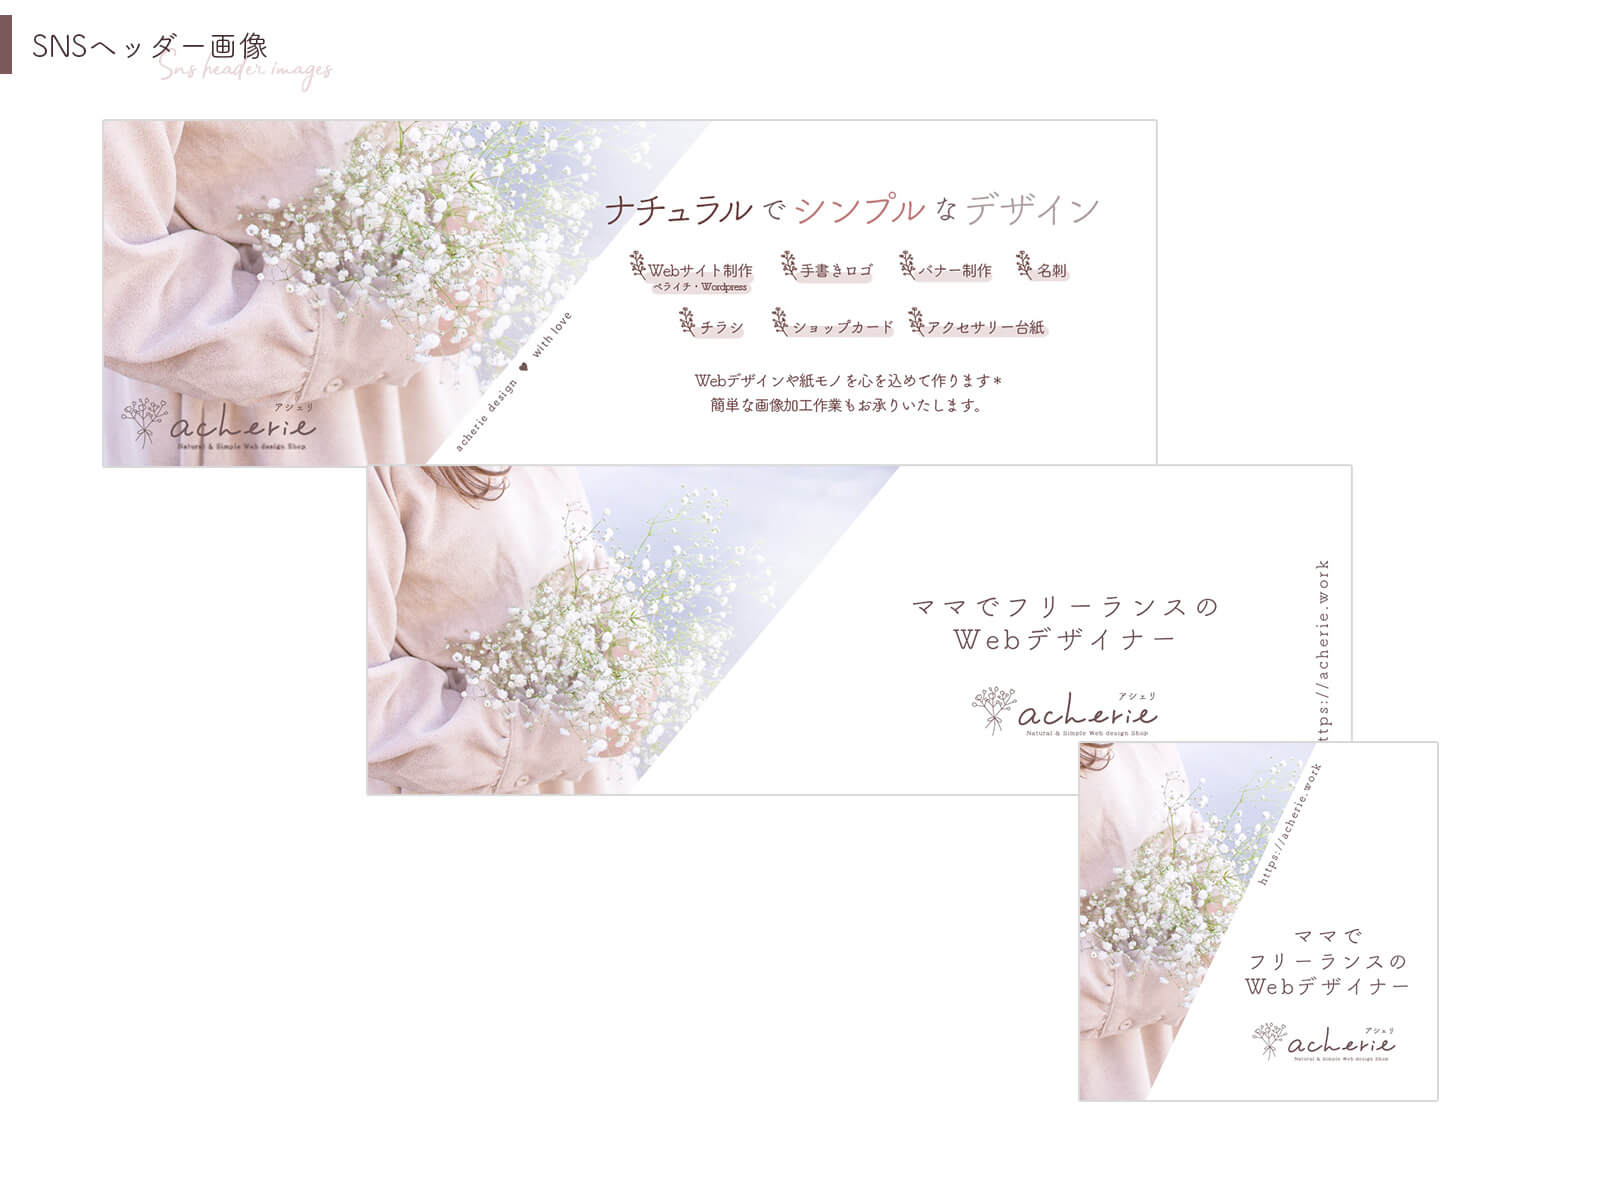 SNSヘッダー画像
Sns header images
ナチュラルでシンプルなデザイン
Webサイト制作 手書きロゴ バナー制作 名刺
ペライチ・Wordpress
チラシ ショップカード アクセサリー台紙
Webデザインや紙モノを心を込めて作ります*
簡単な画像加工作業もお承りいたします。
acherie design ♥ with love
アシェリ
acherie
Natural & Simple Web design Shop
ママでフリーランスの
Webデザイナー
アシェリ
acherie
Natural & Simple Web design Shop
ttps://acherie.work
https://acherie.work
ママで
フリーランスの
Webデザイナー
アシェリ
acherie
Natural & Simple Web design Shop